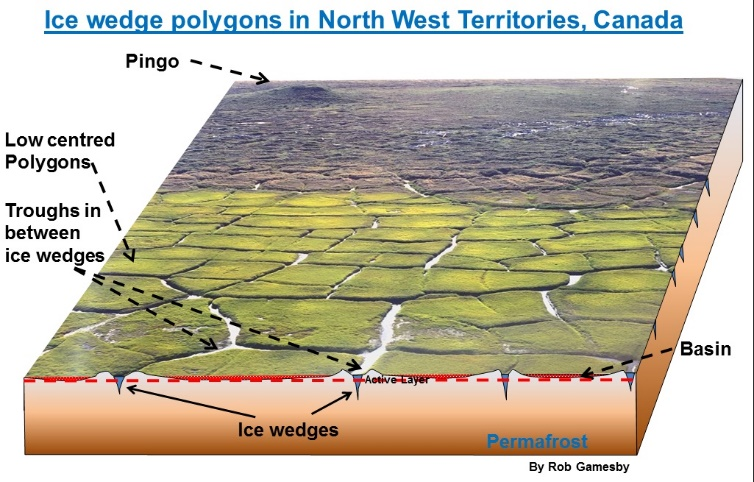 Ice wedge polygons in North West Territories, Canada
Pingo
Low centred
Polygons
Troughs in
between
ice wedges
Basin
Active Layer
Ice wedges
Permafrost
By Rob Gamesby